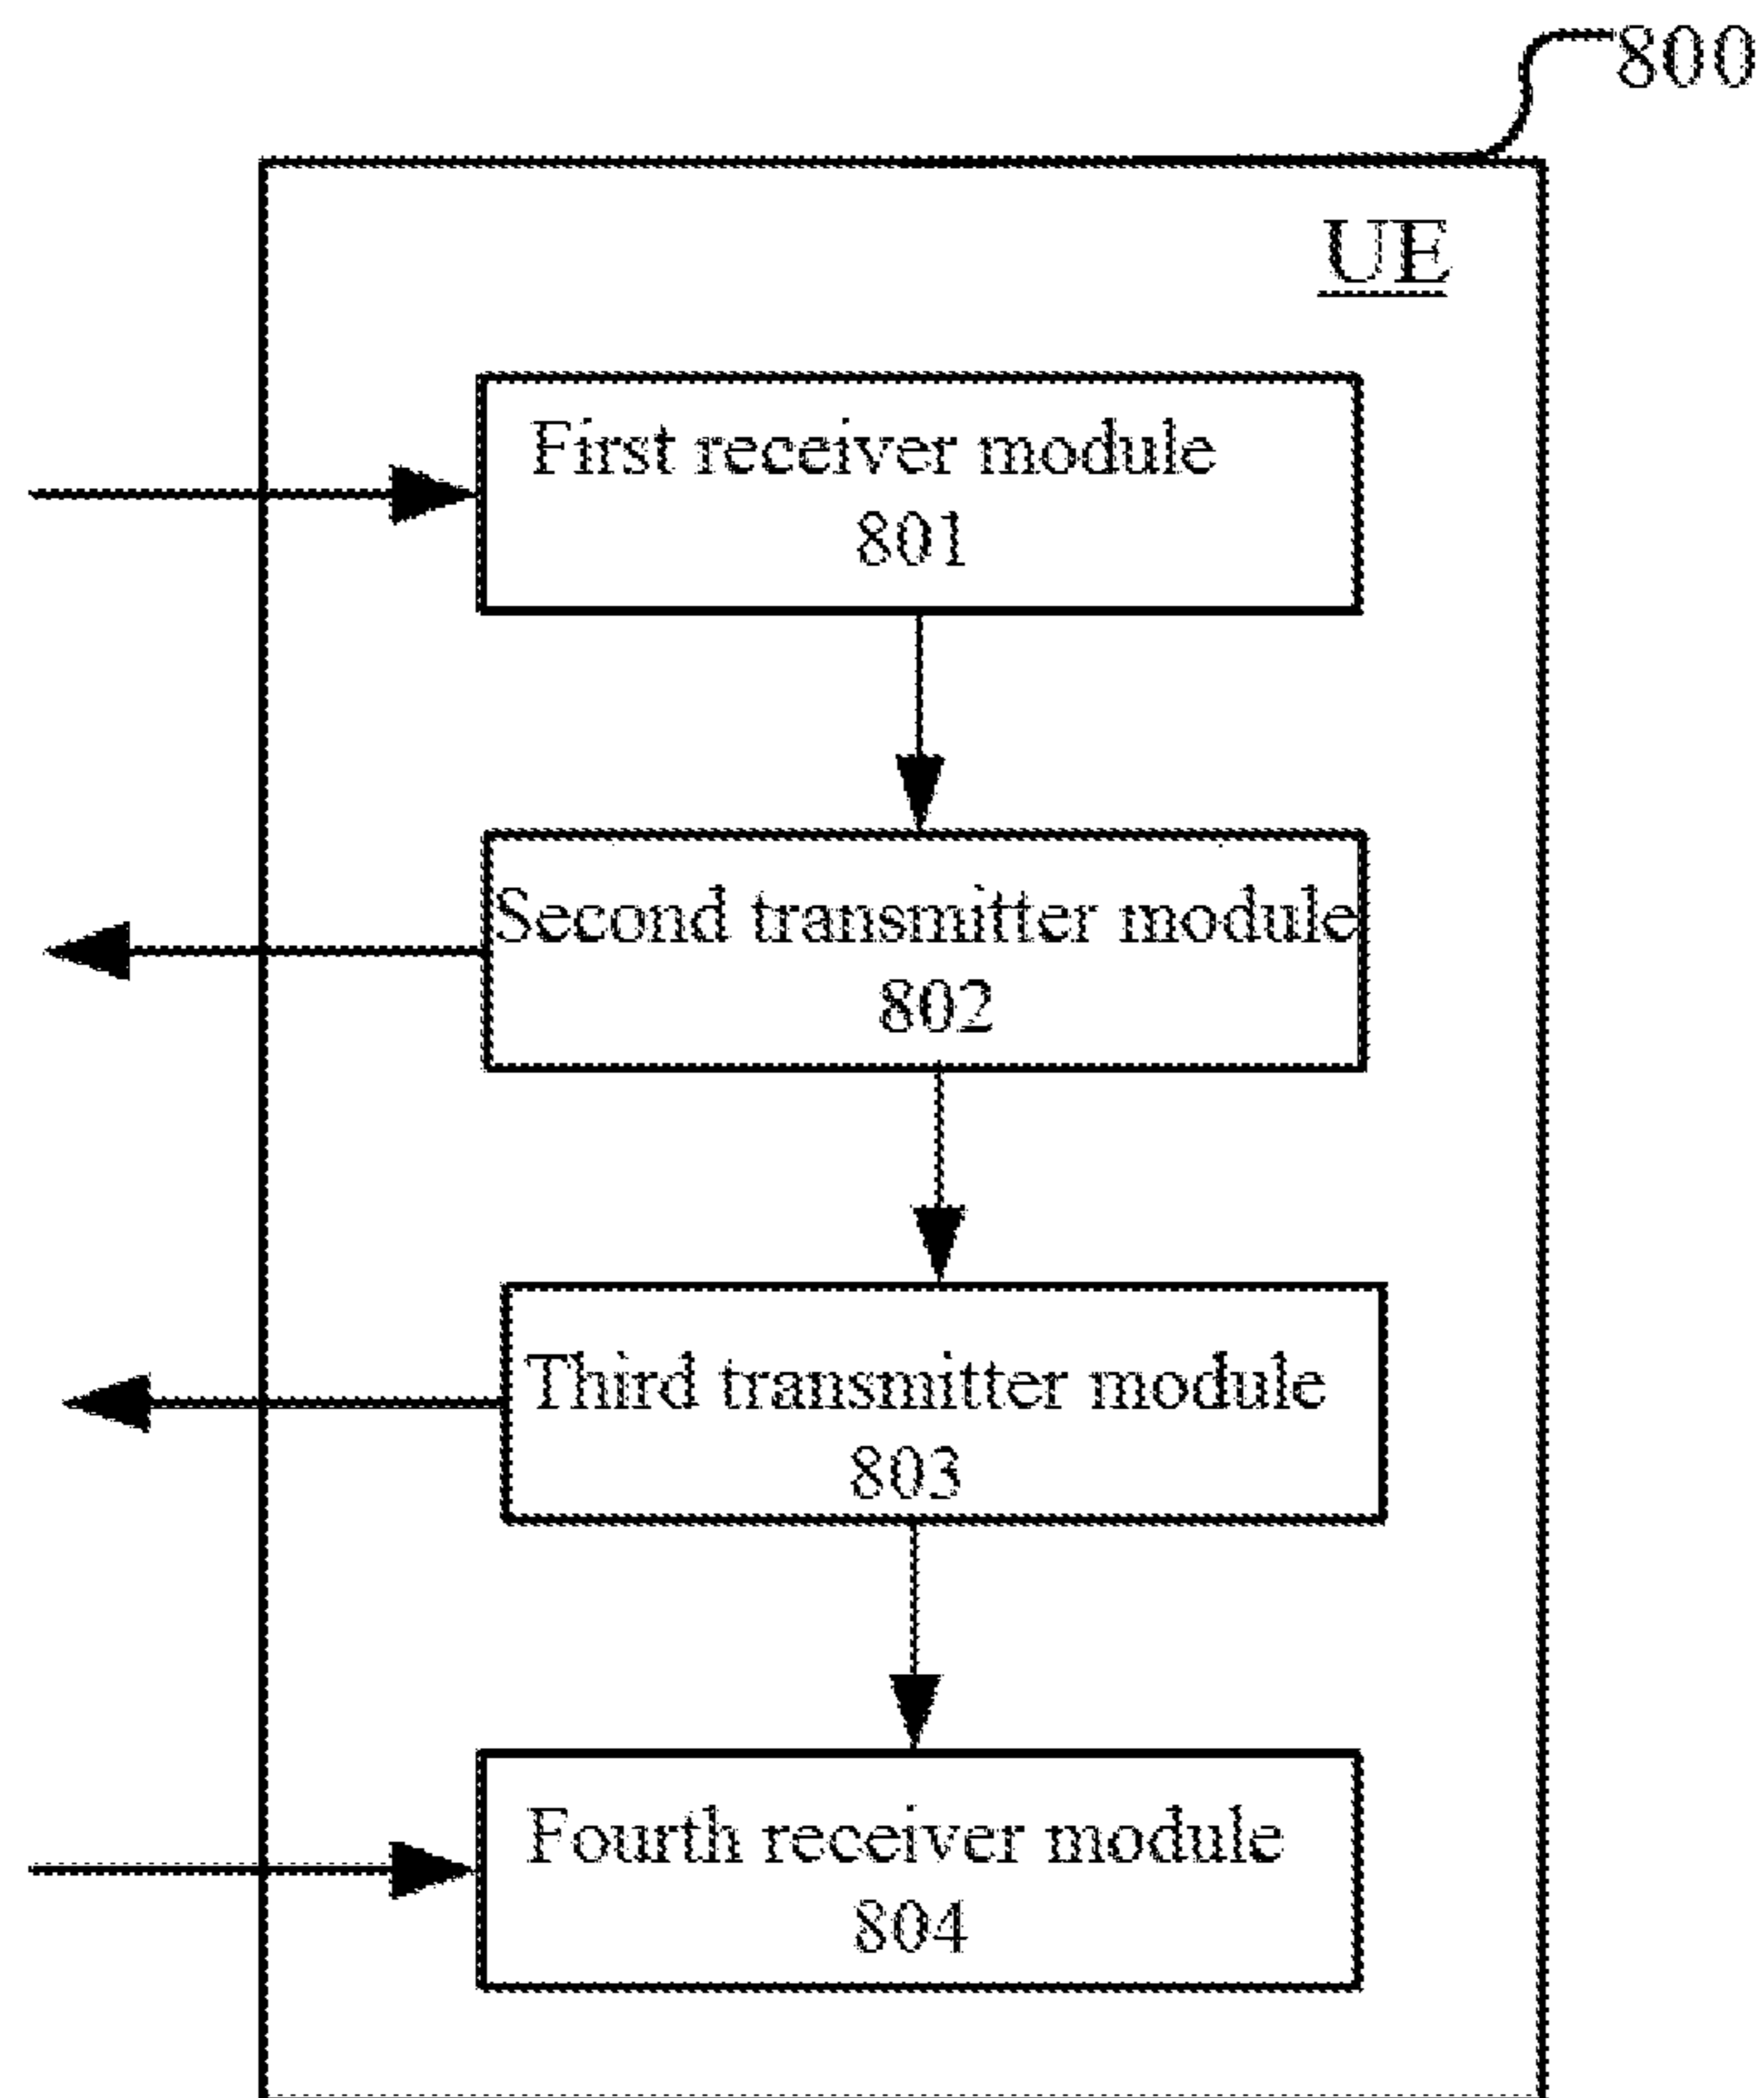 800
UE
First receiver module
801
Second transmitter module
802
Third transmitter module
803
Fourth receiver module
804